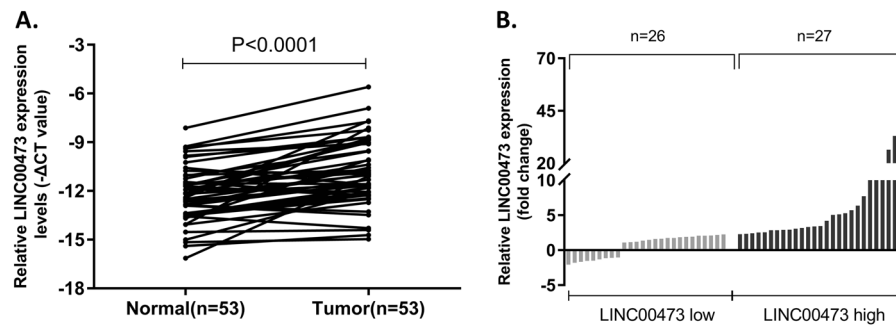 A.
P<0.0001
Relative LINC00473 expression
levels (-ΔCT value)
-3
-6
-9
-12
-15
-18
Normal(n=53)
Tumor(n=53)
B.
n=26
n=27
Relative LINC00473 expression
(fold change)
70
45
20
10
5
0
-5
LINC00473 low
LINC00473 high